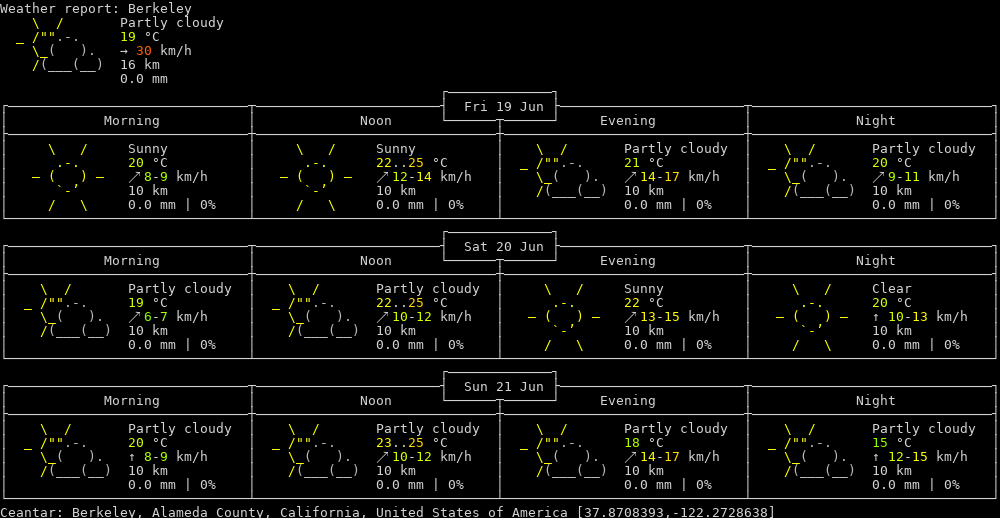 Weather report: Berkeley
Partly cloudy
19 °C
→ 30 km/h
16 km
0.0 mm
Fri 19 Jun
Morning Noon Evening Night
Sunny Sunny Partly cloudy Partly cloudy
20 °C 22..25 °C 21 °C 20 °C
↗ 8-9 km/h ↗ 12-14 km/h ↗ 14-17 km/h ↗ 9-11 km/h
10 km 10 km 10 km 10 km
0.0 mm | 0% 0.0 mm | 0% 0.0 mm | 0% 0.0 mm | 0%
Sat 20 Jun
Morning Noon Evening Night
Partly cloudy Partly cloudy Sunny Clear
19 °C 22..25 °C 22 °C 20 °C
↗ 6-7 km/h ↗ 10-12 km/h ↗ 13-15 km/h ↑ 10-13 km/h
10 km 10 km 10 km 10 km
0.0 mm | 0% 0.0 mm | 0% 0.0 mm | 0% 0.0 mm | 0%
Sun 21 Jun
Morning Noon Evening Night
Partly cloudy Partly cloudy Partly cloudy Partly cloudy
20 °C 23..25 °C 18 °C 15 °C
↑ 8-9 km/h ↗ 10-12 km/h ↗ 14-17 km/h ↑ 12-15 km/h
10 km 10 km 10 km 10 km
0.0 mm | 0% 0.0 mm | 0% 0.0 mm | 0% 0.0 mm | 0%
Ceantar: Berkeley, Alameda County, California, United States of America [37.8708393,-122.2728638]